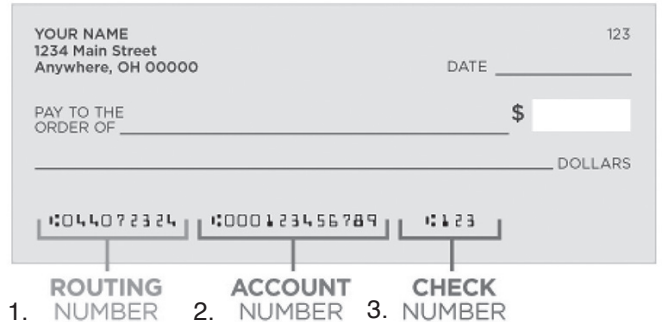 YOUR NAME 123
1234 Main Street
Anywhere, OH 00000
DATE
PAY TO THE
ORDER OF $
DOLLARS
⑆044072324 ⑆000123456789 ⑆123
ROUTING ACCOUNT CHECK
1. NUMBER 2. NUMBER 3. NUMBER